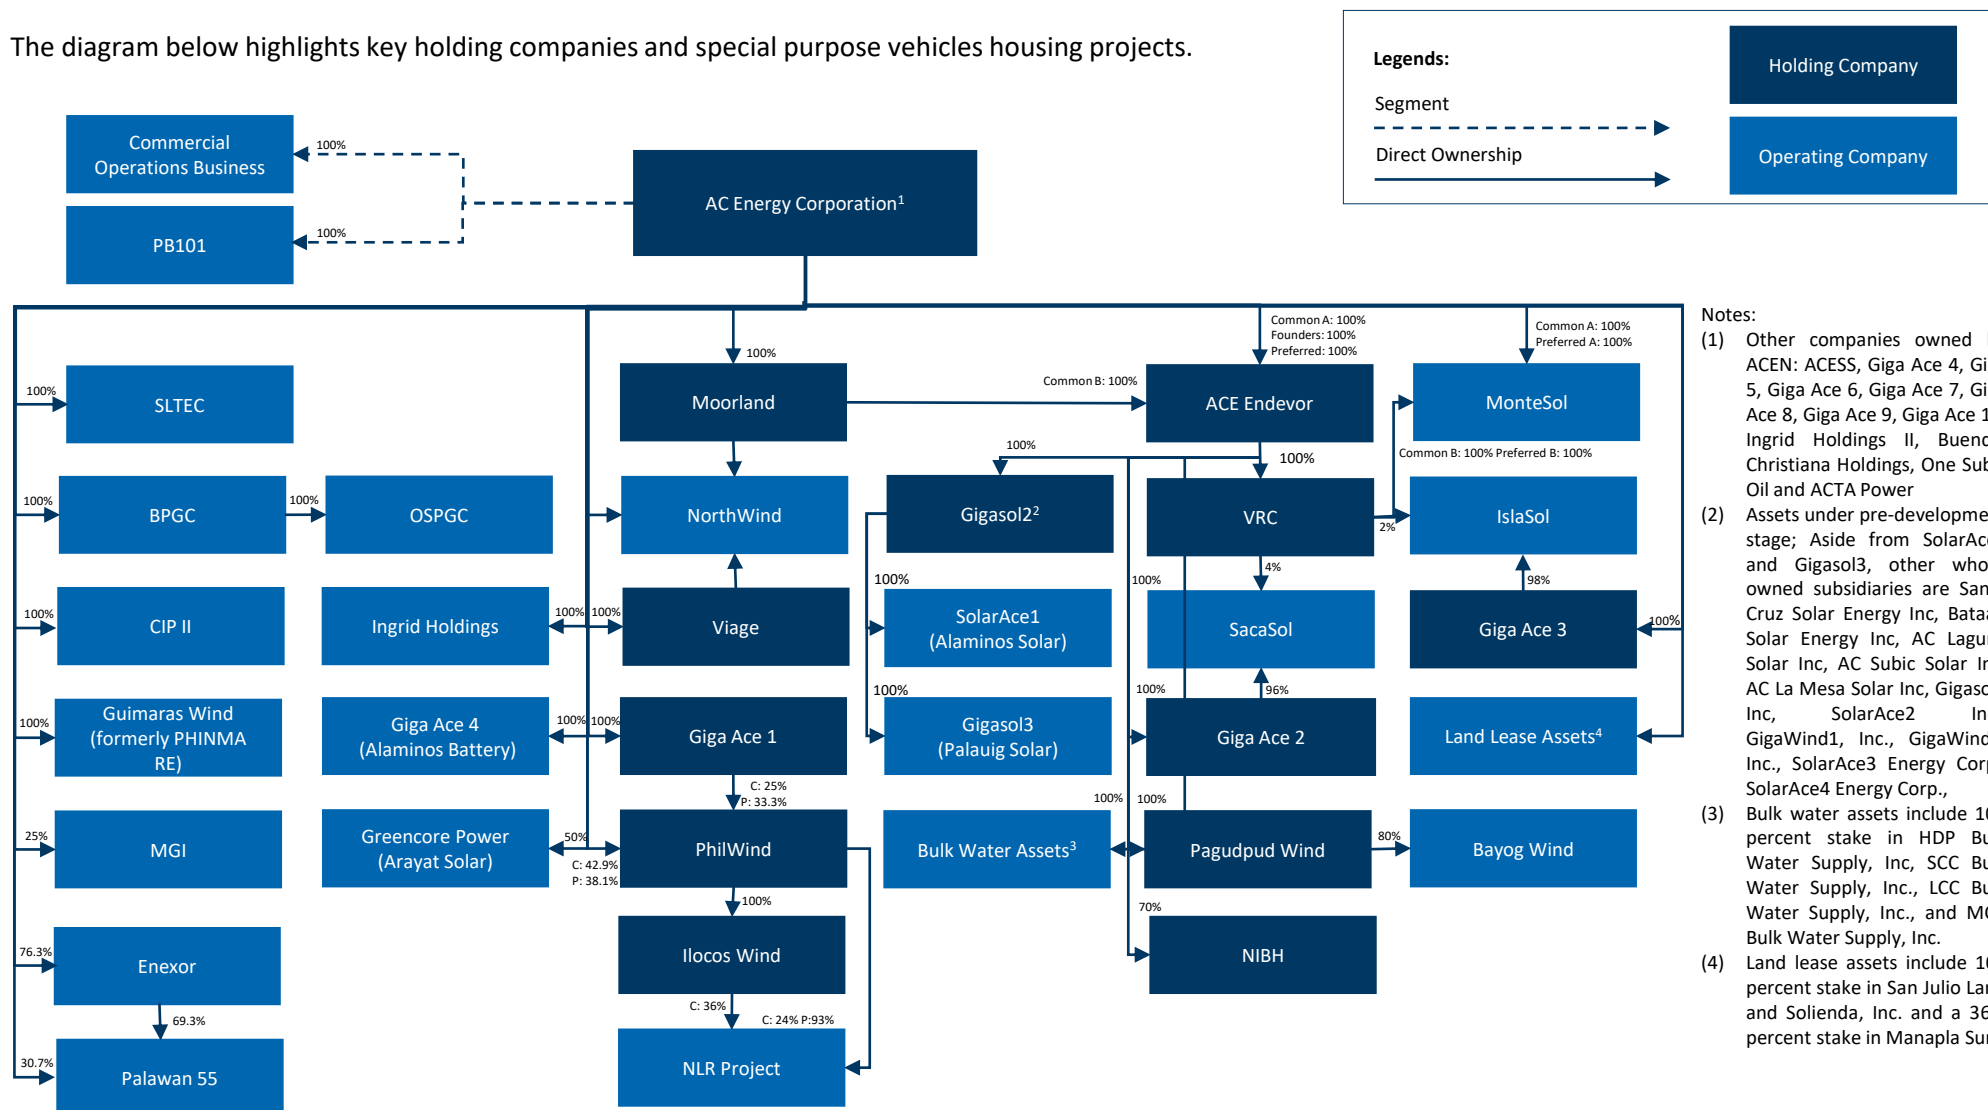 The diagram below highlights key holding companies and special purpose vehicles housing projects.
Legends:
Segment
Direct Ownership
Holding Company
Operating Company
Commercial
Operations Business
100%
PB101
100%
AC Energy Corporation1
100%
SLTEC
100%
BPGC
100%
OSPGC
100%
CIP II
100%
Guimaras Wind
(formerly PHINMA
RE)
25%
MGI
76.3%
Enexor
69.3%
30.7%
Palawan 55
Ingrid Holdings
100%
100%
Giga Ace 4
(Alaminos Battery)
100%
100%
Greencore Power
(Arayat Solar)
50%
C: 42.9%
P: 38.1%
100%
Moorland
Common B: 100%
NorthWind
Viage
Giga Ace 1
C: 25%
P: 33.3%
PhilWind
100%
Ilocos Wind
C: 36%
C: 24% P:93%
NLR Project
Common A: 100%
Founders: 100%
Preferred: 100%
ACE Endevor
100%
100%
Gigasol22
100%
SolarAce1
(Alaminos Solar)
100%
Gigasol3
(Palauig Solar)
VRC
4%
100%
SacaSol
96%
100%
Giga Ace 2
100%
100%
Bulk Water Assets3
Pagudpud Wind
80%
Bayog Wind
70%
NIBH
Common A: 100%
Preferred A: 100%
MonteSol
Common B: 100% Preferred B: 100%
2%
IslaSol
98%
Giga Ace 3
100%
Land Lease Assets4
Notes:
(1) Other companies owned
ACEN: ACESS, Giga Ace 4,
5, Giga Ace 6, Giga Ace 7,
Ace 8, Giga Ace 9, Giga Ace
Ingrid Holdings II,
Christiana Holdings, One
Oil and ACTA Power
(2) Assets under
stage; Aside from
and Gigasol3, other
owned subsidiaries are
Cruz Solar Energy Inc,
Solar Energy Inc, AC
Solar Inc, AC Subic Solar
AC La Mesa Solar Inc,
Inc, SolarAce2
GigaWind1, Inc.,
Inc., SolarAce3 Energy
SolarAce4 Energy Corp.,
(3) Bulk water assets include
percent stake in HDP
Water Supply, Inc, SCC
Water Supply, Inc., LCC
Water Supply, Inc., and
Bulk Water Supply, Inc.
(4) Land lease assets include
percent stake in San Julio
and Solienda, Inc. and a
percent stake in Manapla